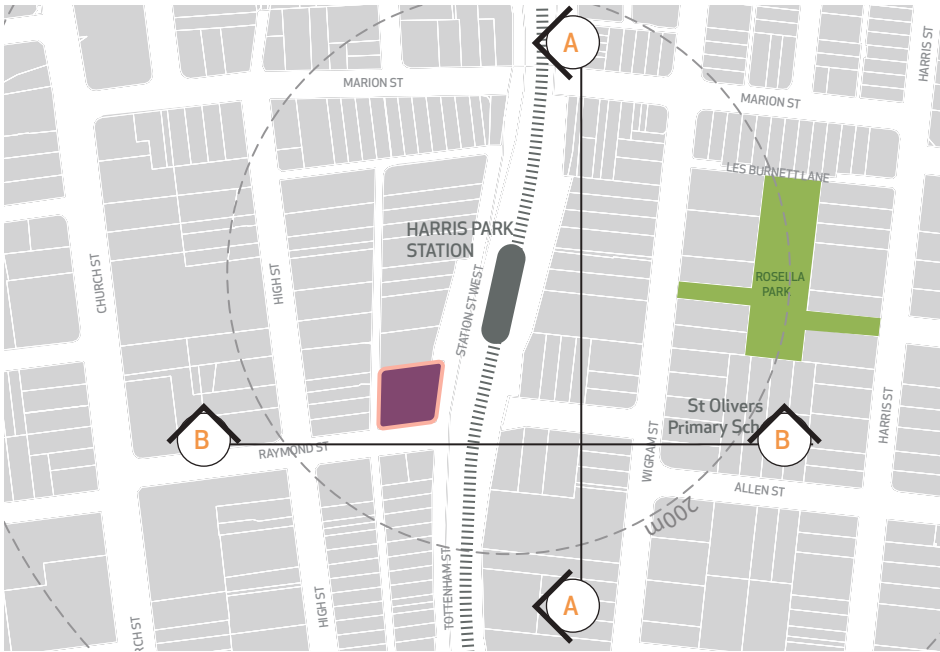 A
HARRIS ST
MARION ST
MARION ST
LES BURNETT LANE
HARRIS PARK
STATION
CHURCH ST
HIGH ST
STATION ST WEST
ROSELLA
PARK
St Olivers
Primary Sch
HARRIS ST
B
B
RAYMOND ST
WIGRAM ST
ALLEN ST
200m
TOTTENHAM ST
HIGH ST
A
RCH ST